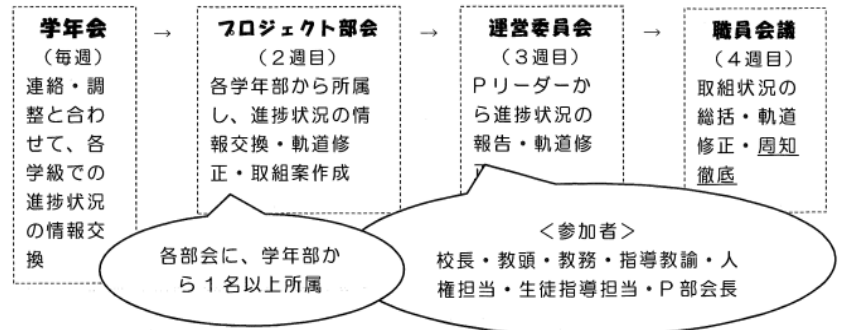 学年会
（毎週）
連絡・調
整と合わ
せて、各
学級での
進捗状況
の情報交
換
→
プロジェクト部会
（２週目）
各学年部から所属
し、進捗状況の情
報交換・軌道修
正・取組案作成
→
運営委員会
（３週目）
Ｐリーダーか
ら進捗状況の
報告・軌道修
→
職員会議
（４週目）
取組状況の
総括・軌道
修正・周知
徹底
各部会に、学年部か
ら１名以上所属
＜参加者＞
校長・教頭・教務・指導教諭・人
権担当・生徒指導担当・Ｐ部会長